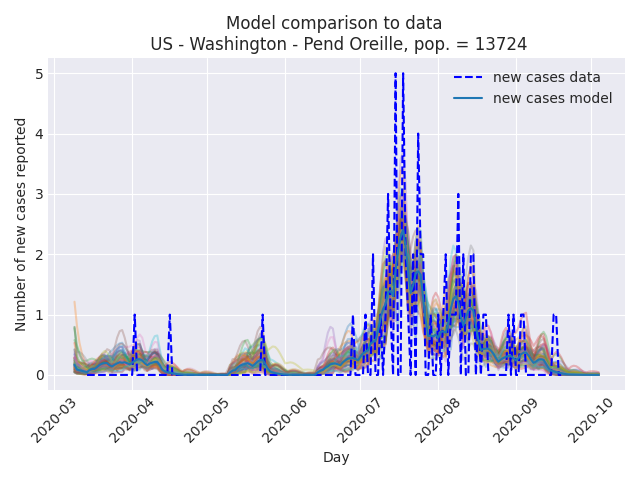 Model comparison to data
US - Washington - Pend Oreille, pop. = 13724
new cases data
new cases model
Number of new cases reported
5
4
3
2
1
0
2020-03
2020-04
2020-05
2020-06
2020-07
2020-08
2020-09
2020-10
Day